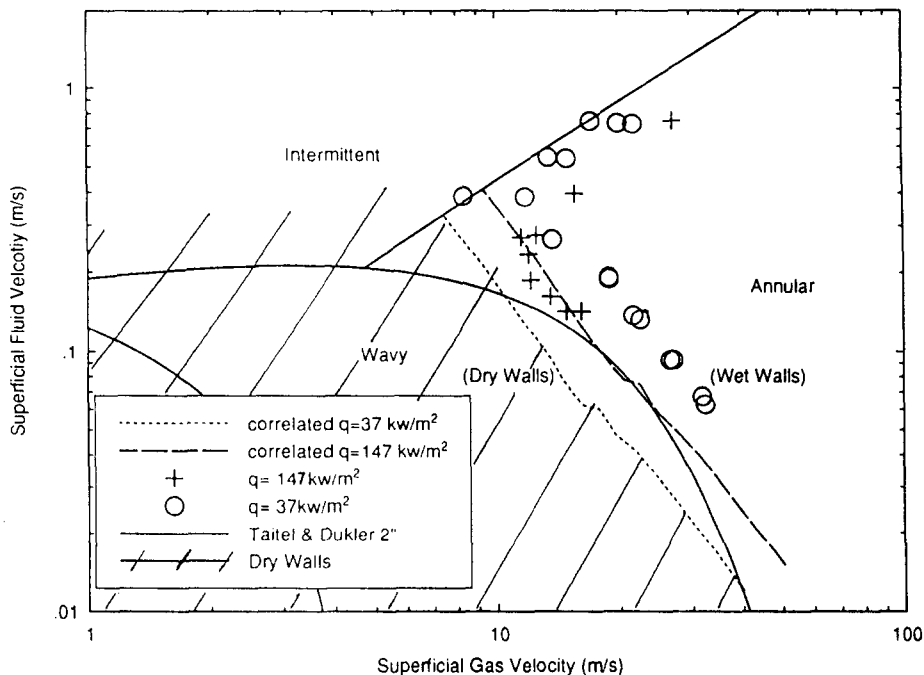 1
.1
.01
Superficial Fluid Velcotiy (m/s)
Intermittent
Annular
Wavy
(Dry Walls)
(Wet Walls)
correlated q=37 kw/m²
correlated q=147 kw/m²
q= 147kw/m²
q= 37kw/m²
Taitel & Dukler 2"
Dry Walls
1
10
100
Superficial Gas Velocity (m/s)